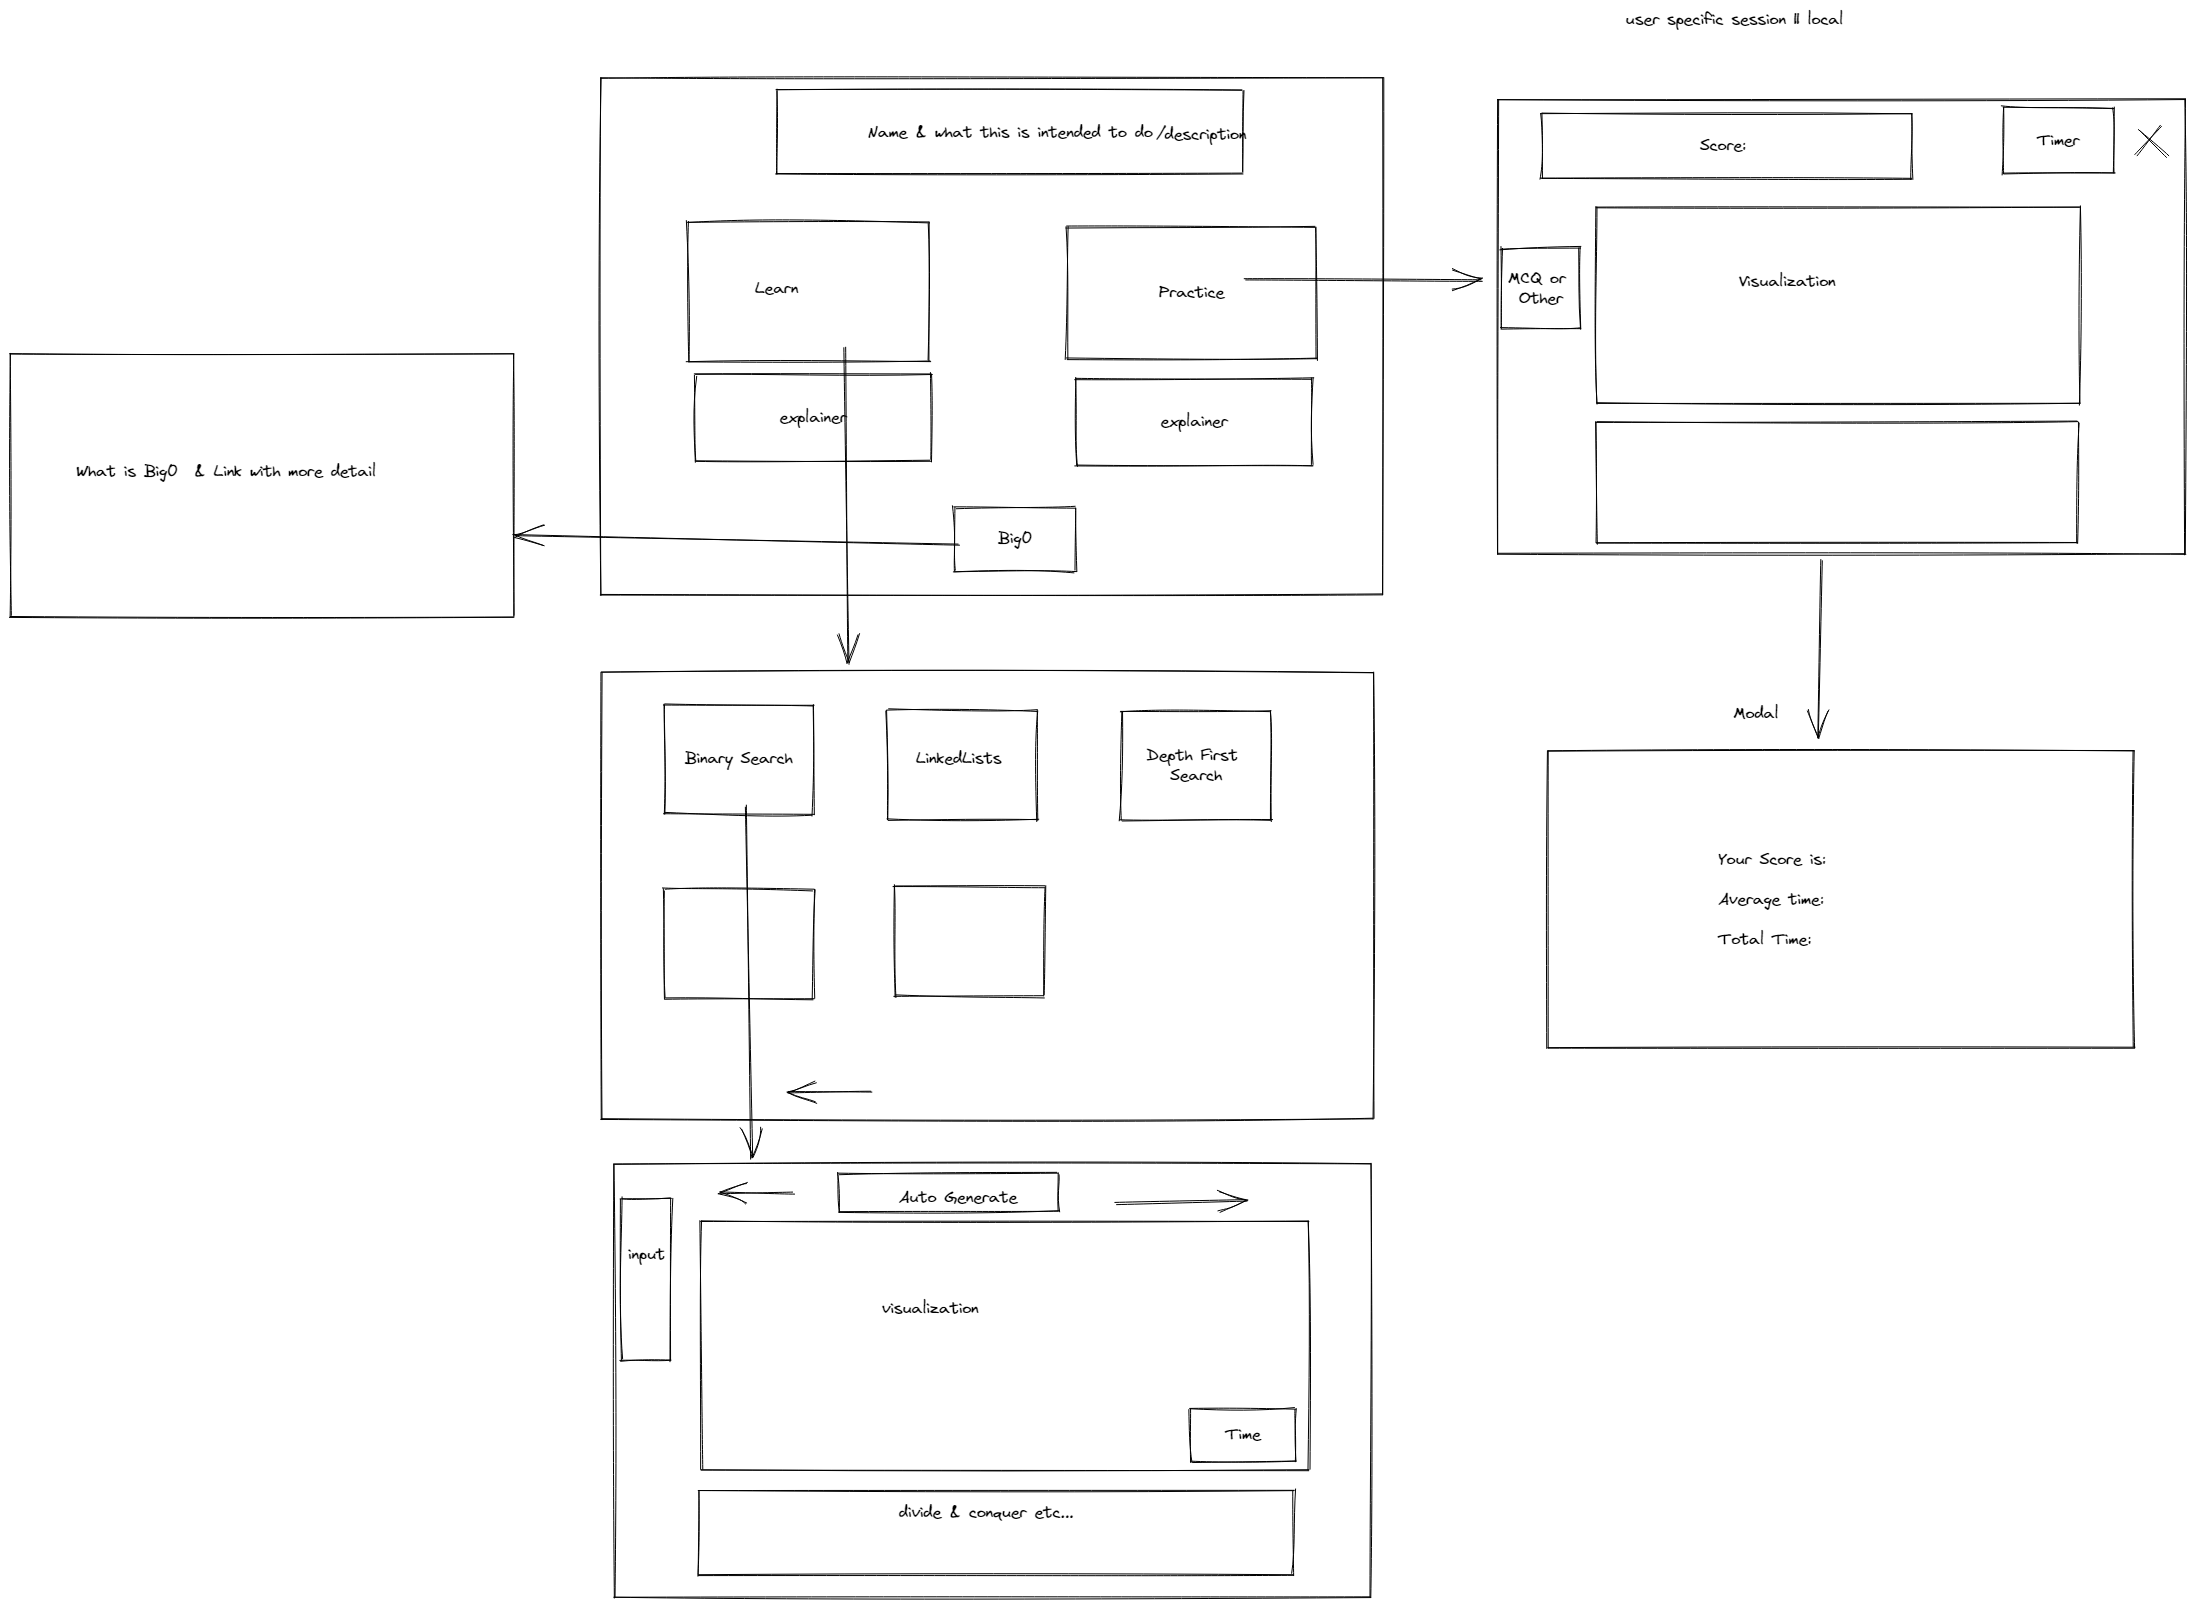 user specific session || local
Name & what this is intended to do/description
Score:
Timer
Learn
Practice
MCQ or
Other
Visualization
explainer
explainer
What is BigO & Link with more detail
BigO
Modal
Binary Search
LinkedLists
Depth First
Search
Your Score is:
Average time:
Total Time:
Auto Generate
input
visualization
Time
divide & conquer etc...